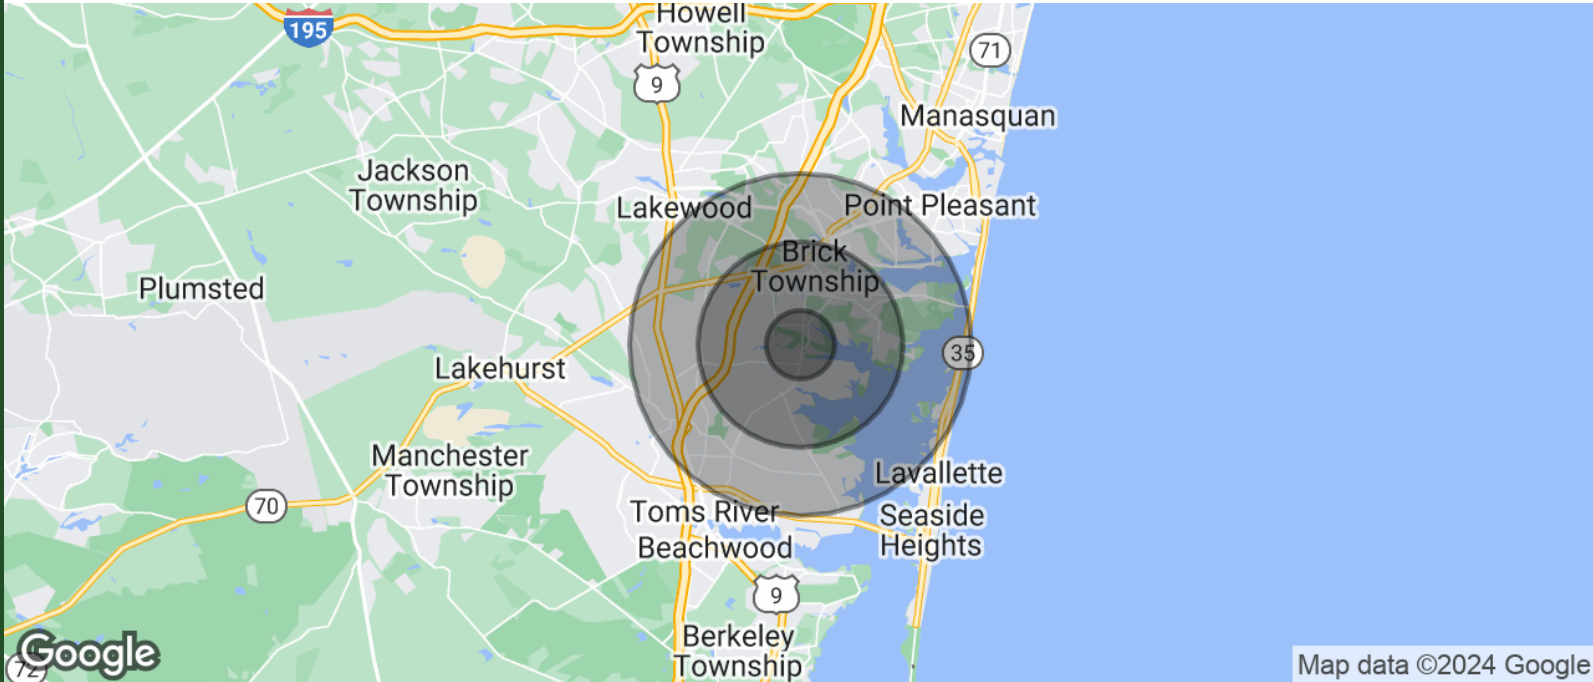 Howell
Township
195
71
9
Manasquan
Jackson
Township
Lakewood
Point Pleasant
Brick
Township
Plumsted
35
Lakehurst
Manchester
Township
Lavallette
70
Toms River
Seaside
Heights
Beachwood
9
Berkeley
Township
Google
72
Map data ©2024 Google